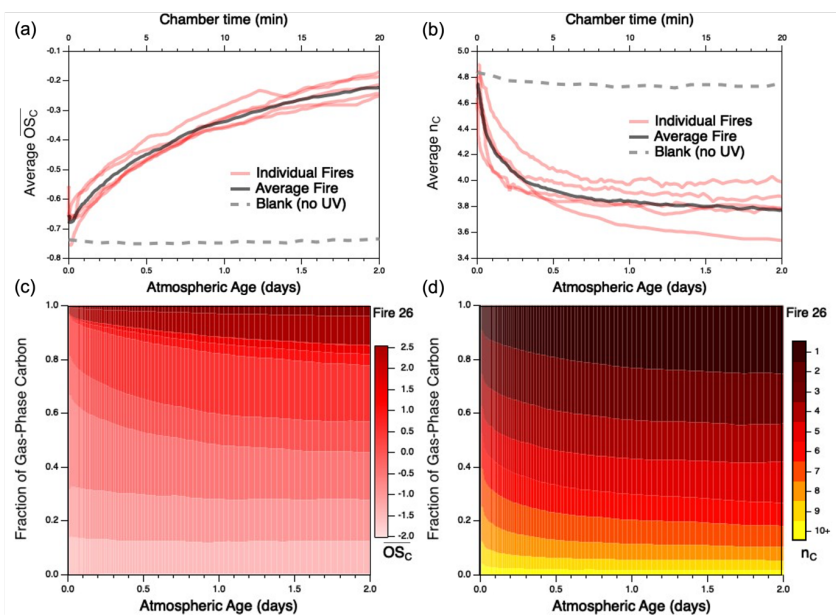 (a)
Chamber time (min)
0 5 10 15 20
-0.1
-0.2
-0.3
-0.4
-0.5
-0.6
-0.7
-0.8
Average OSC
Individual Fires
Average Fire
Blank (no UV)
0.0 0.5 1.0 1.5 2.0
Atmospheric Age (days)
(b)
Chamber time (min)
0 5 10 15 20
5.0
4.8
4.6
4.4
4.2
4.0
3.8
3.6
3.4
Average nC
Individual Fires
Average Fire
Blank (no UV)
0.0 0.5 1.0 1.5 2.0
Atmospheric Age (days)
(c)
1.0
0.8
0.6
0.4
0.2
0.0
Fraction of Gas-Phase Carbon
0.0 0.5 1.0 1.5 2.0
Atmospheric Age (days)
Fire 26
2.5
2.0
1.5
1.0
0.5
0.0
-0.5
-1.0
-1.5
-2.0
OSC
(d)
1.0
0.8
0.6
0.4
0.2
0.0
Fraction of Gas-Phase Carbon
0.0 0.5 1.0 1.5 2.0
Atmospheric Age (days)
Fire 26
1
2
3
4
5
6
7
8
9
10+
nC